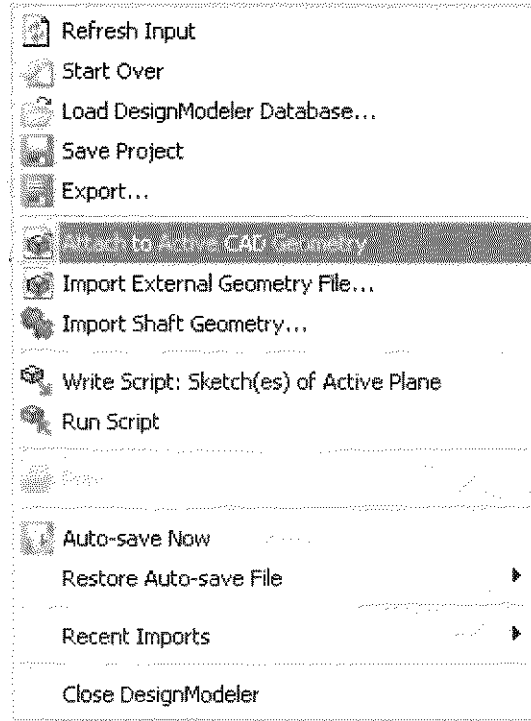 Refresh Input
Start Over
Load DesignModeler Database...
Save Project
Export...
Attach to Active CAD Geometry
Import External Geometry File...
Import Shaft Geometry...
Write Script: Sketch(es) of Active Plane
Run Script
Auto-save Now
Restore Auto-save File
Recent Imports
Close DesignModeler